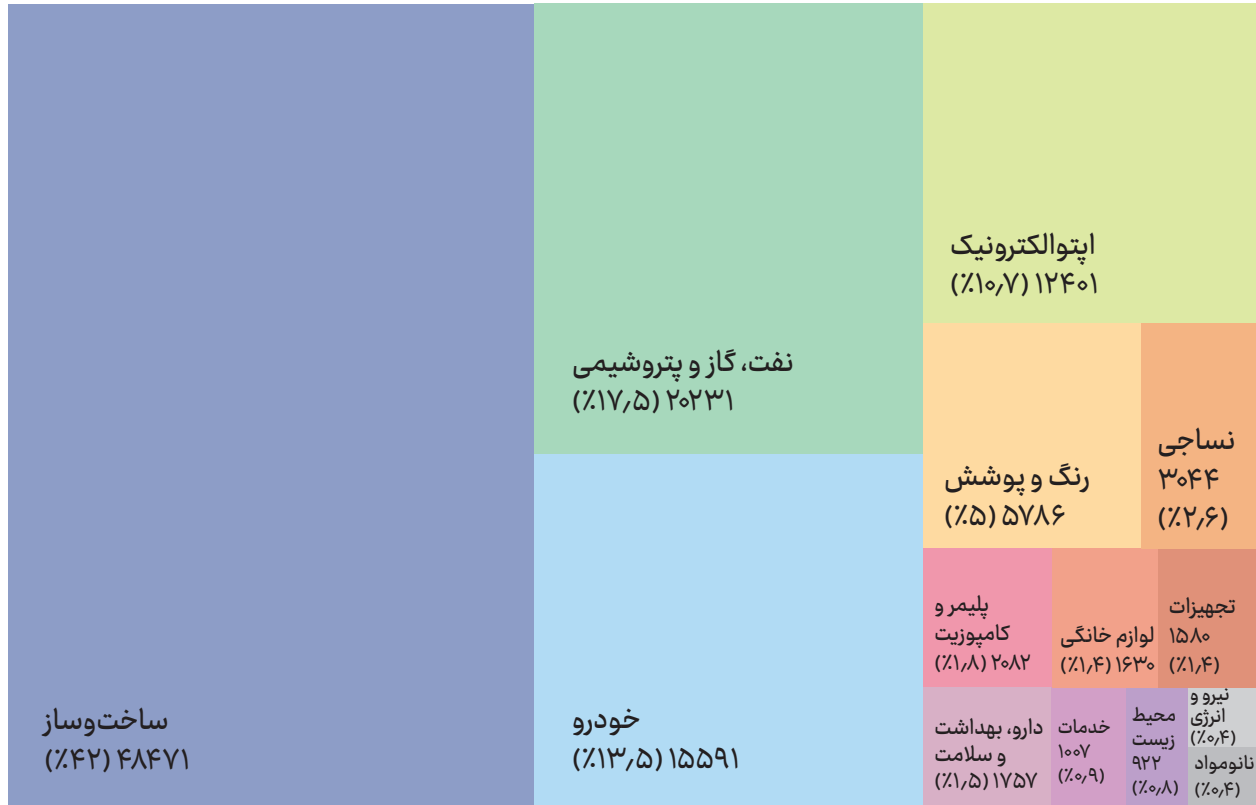 ساخت‌وساز
۴۸۴۷۱ (٪۴۲)
نفت، گاز و پتروشیمی
۲۰۲۳۱ (٪۱۷٫۵)
خودرو
۱۵۵۹۱ (٪۱۳٫۵)
اپتوالکترونیک
۱۲۴۰۱ (٪۱۰٫۷)
رنگ و پوشش
۵۷۸۶ (٪۵)
نساجی
۳۰۴۴
(٪۲٫۶)
پلیمر و
کامپوزیت
۲۰۸۲ (٪۱٫۸)
لوازم خانگی
۱۶۳۰ (٪۱٫۴)
تجهیزات
۱۵۸۰
(٪۱٫۴)
دارو، بهداشت
و سلامت
۱۷۵۷ (٪۱٫۵)
خدمات
۱۰۰۷
(٪۰٫۹)
محیط
زیست
۹۲۲
(٪۰٫۸)
نیرو و
انرژی
(٪۰٫۴)
نانومواد
(٪۰٫۴)